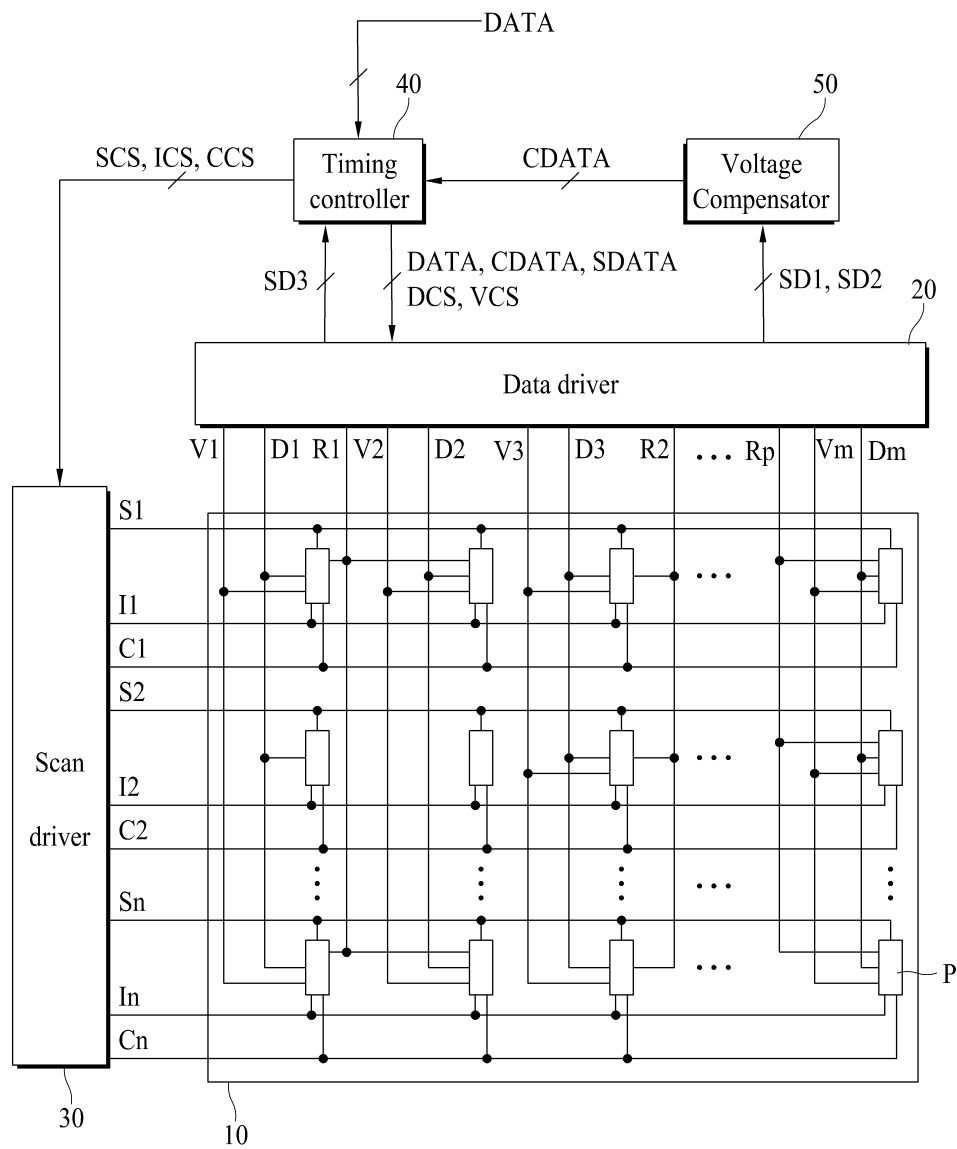 DATA
40
50
Timing
controller
SCS, ICS, CCS
CDATA
Voltage
Compensator
SD3
DATA, CDATA, SDATA
DCS, VCS
SD1, SD2
20
Data driver
V1 D1 R1 V2 D2 V3 D3 R2 ••• Rp Vm Dm
S1
•••
I1
C1
S2
Scan
driver
•••
I2
C2
•••
Sn
•••
P
In
Cn
30
10